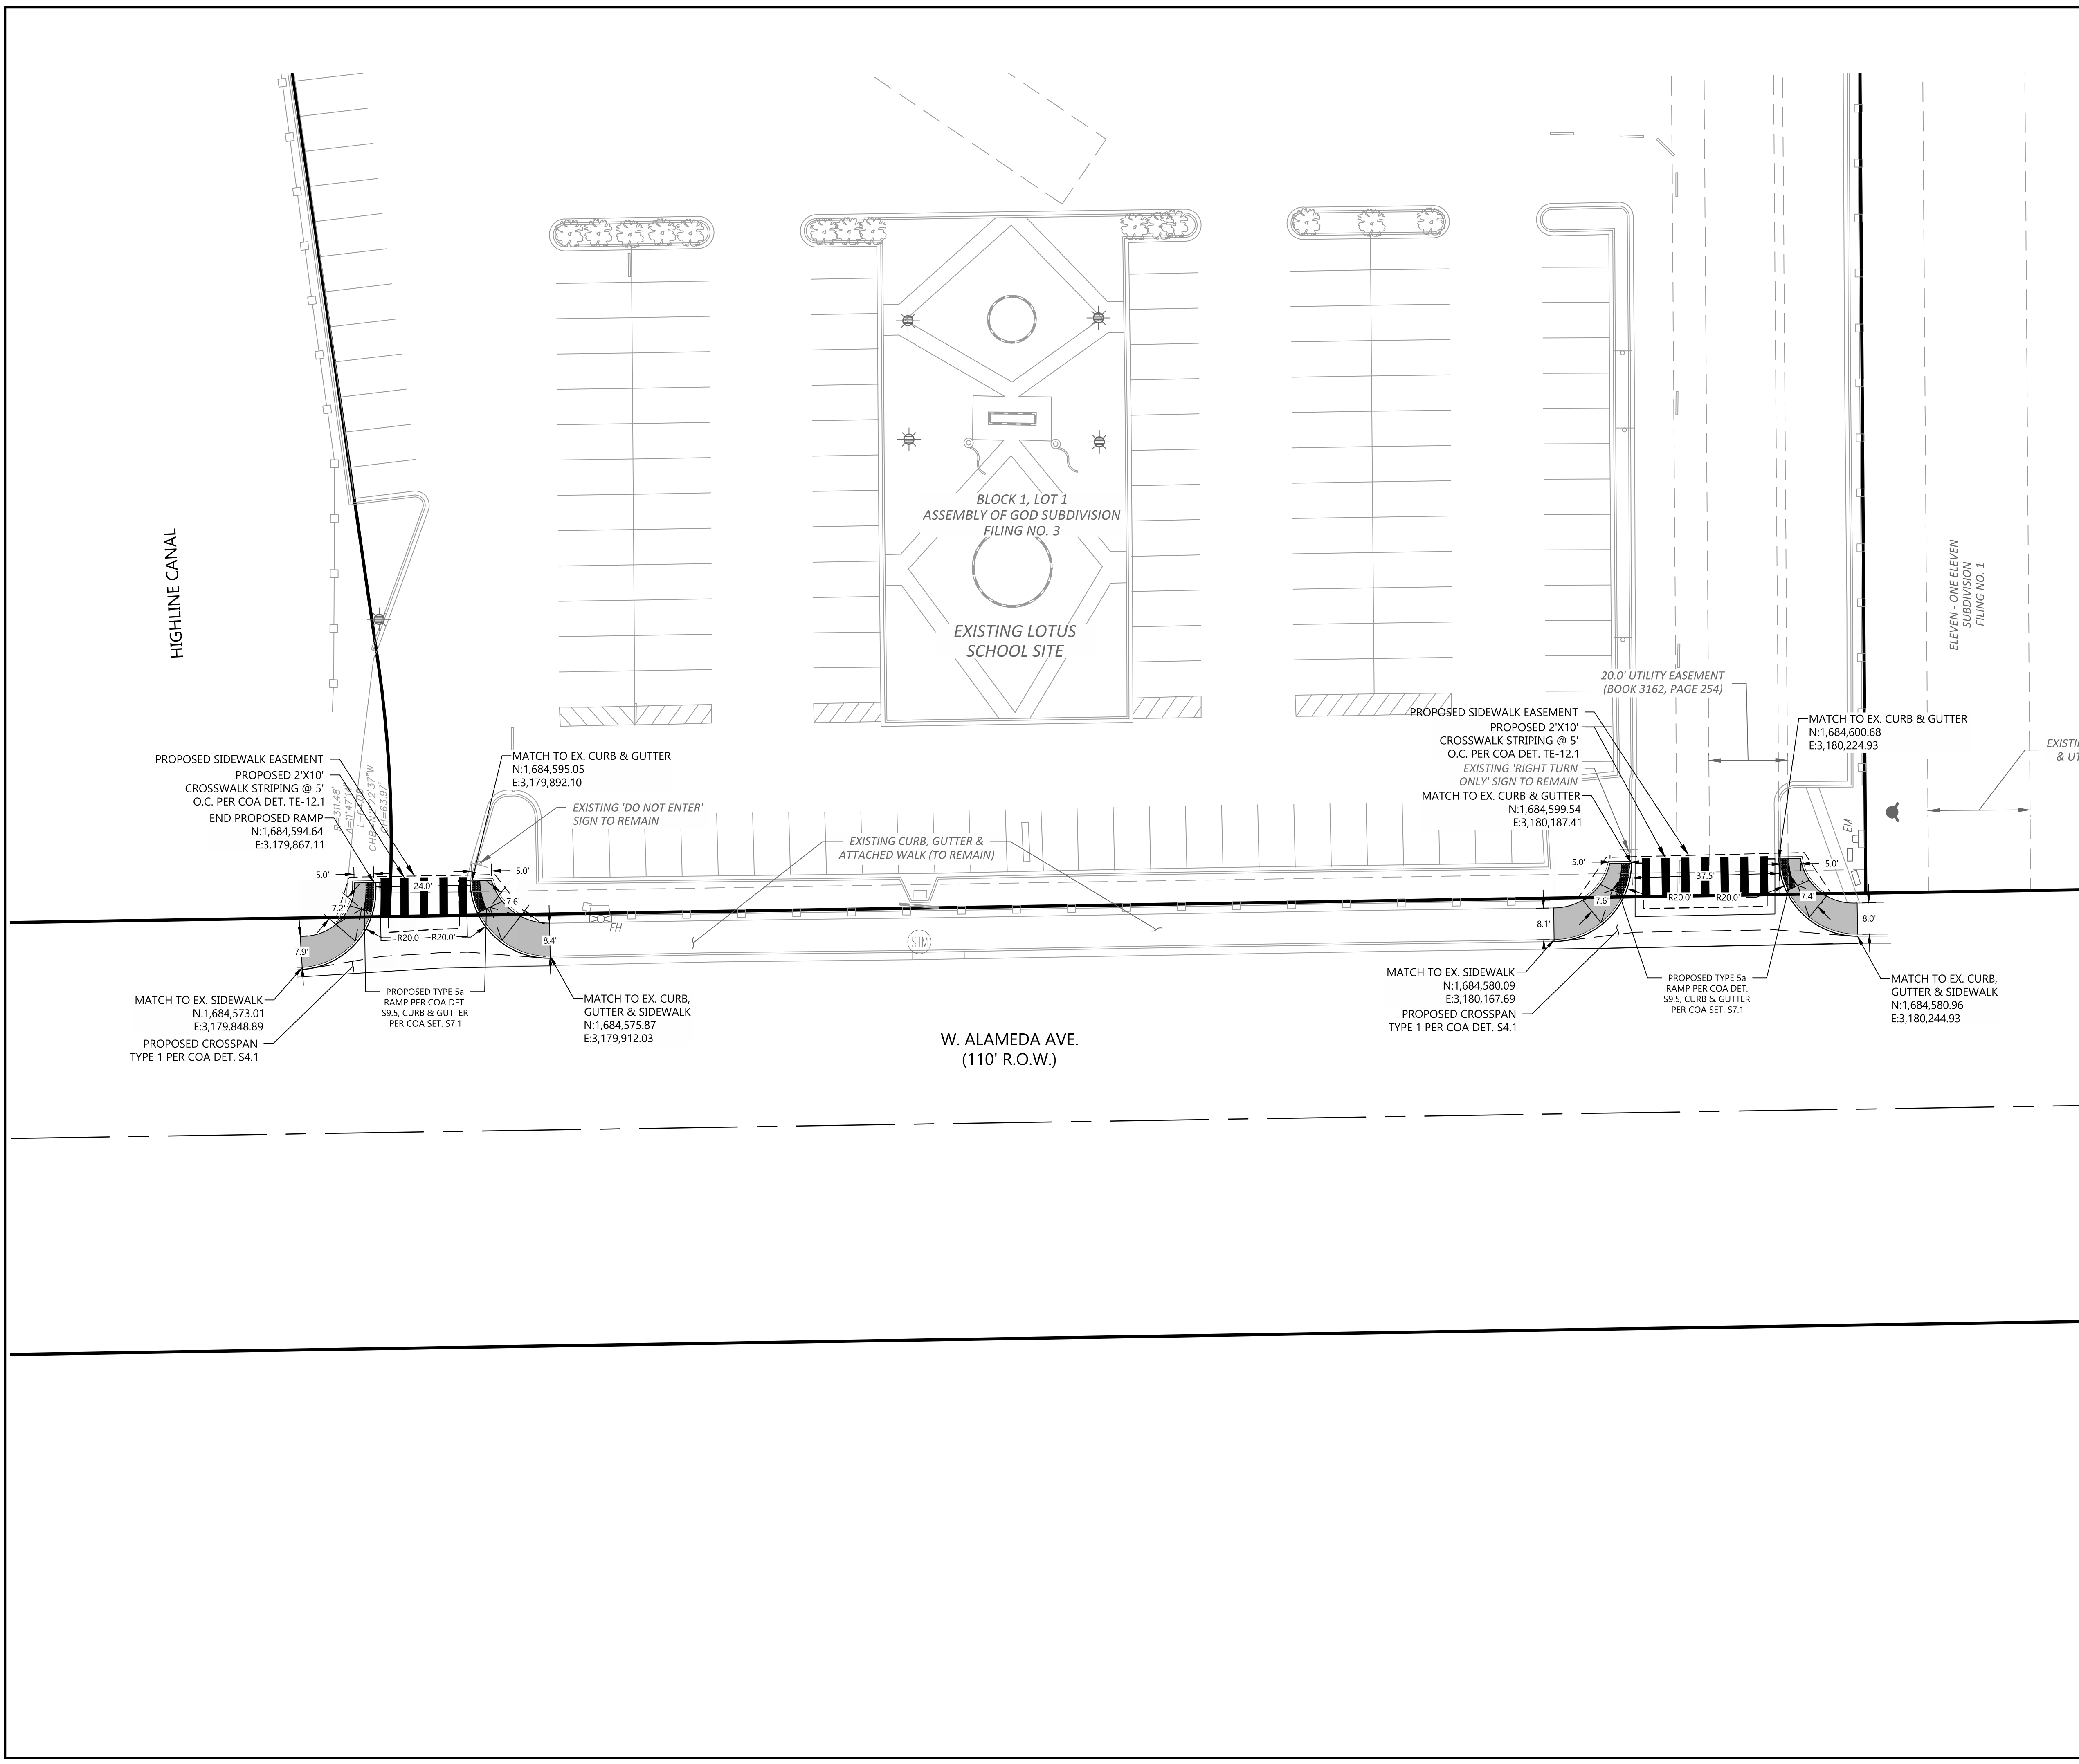 BLOCK 1, LOT 1
ASSEMBLY OF GOD SUBDIVISION
FILING NO. 3
EXISTING LOTUS
SCHOOL SITE
HIGHLINE CANAL
ELEVEN - ONE ELEVEN
SUBDIVISION
FILING NO. 1
20.0' UTILITY EASEMENT
(BOOK 3162, PAGE 254)
PROPOSED SIDEWALK EASEMENT
PROPOSED 2'X10'
CROSSWALK STRIPING @ 5'
O.C. PER COA DET. TE-12.1
END PROPOSED RAMP
N:1,684,594.64
E:3,179,867.11
R=311.48'
Δ=11°47'14"
CH=63.97'
MATCH TO EX. CURB & GUTTER
N:1,684,595.05
E:3,179,892.10
EXISTING 'DO NOT ENTER'
SIGN TO REMAIN
EXISTING CURB, GUTTER &
ATTACHED WALK (TO REMAIN)
5.0'
24.0'
5.0'
7.2'
7.6'
R20.0'
R20.0'
7.9'
8.4'
FH
STM
MATCH TO EX. SIDEWALK
N:1,684,573.01
E:3,179,848.89
PROPOSED CROSSPAN
TYPE 1 PER COA DET. S4.1
PROPOSED TYPE 5a
RAMP PER COA DET.
S9.5, CURB & GUTTER
PER COA SET. S7.1
MATCH TO EX. CURB,
GUTTER & SIDEWALK
N:1,684,575.87
E:3,179,912.03
PROPOSED SIDEWALK EASEMENT
PROPOSED 2'X10'
CROSSWALK STRIPING @ 5'
O.C. PER COA DET. TE-12.1
EXISTING 'RIGHT TURN
ONLY' SIGN TO REMAIN
MATCH TO EX. CURB & GUTTER
N:1,684,599.54
E:3,180,187.41
MATCH TO EX. CURB & GUTTER
N:1,684,600.68
E:3,180,224.93
EM
5.0'
37.5'
5.0'
7.6'
R20.0'
R20.0'
7.4'
8.1'
8.0'
MATCH TO EX. SIDEWALK
N:1,684,580.09
E:3,180,167.69
PROPOSED CROSSPAN
TYPE 1 PER COA DET. S4.1
PROPOSED TYPE 5a
RAMP PER COA DET.
S9.5, CURB & GUTTER
PER COA SET. S7.1
MATCH TO EX. CURB,
GUTTER & SIDEWALK
N:1,684,580.96
E:3,180,244.93
W. ALAMEDA AVE.
(110' R.O.W.)